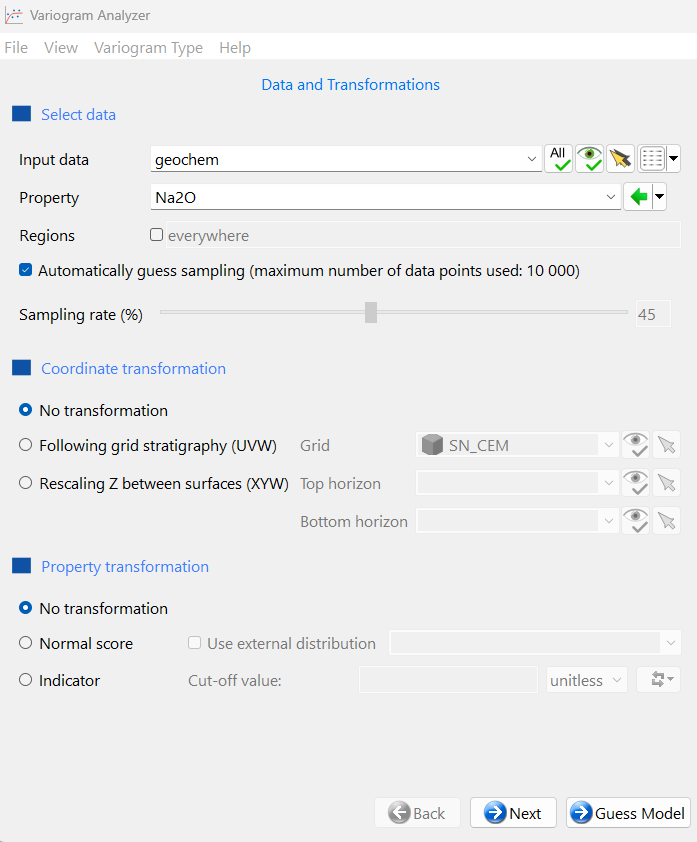 Variogram Analyzer
File View Variogram Type Help
Data and Transformations
Select data
Input data geochem All
Property Na2O
Regions everywhere
Automatically guess sampling (maximum number of data points used: 10 000)
Sampling rate (%) 45
Coordinate transformation
No transformation
Following grid stratigraphy (UVW) Grid SN_CEM
Rescaling Z between surfaces (XYW) Top horizon
Bottom horizon
Property transformation
No transformation
Normal score Use external distribution
Indicator Cut-off value: unitless
Back Next Guess Model